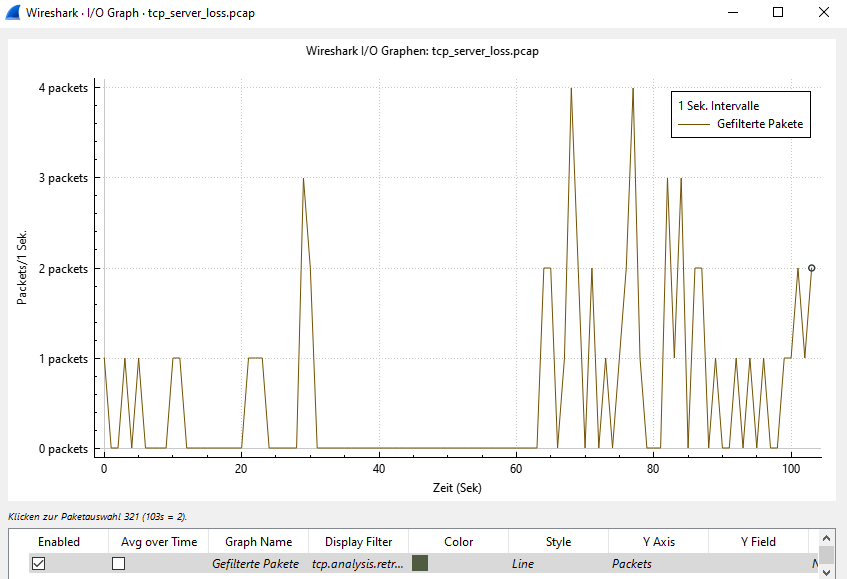 Wireshark · I/O Graph · tcp_server_loss.pcap
Wireshark I/O Graphen: tcp_server_loss.pcap
4 packets
3 packets
2 packets
1 packets
0 packets
Packets/1 Sek.
1 Sek. Intervalle
Gefilterte Pakete
0 20 40 60 80 100
Zeit (Sek)
Klicken zur Paketauswahl 321 (103s = 2).
Enabled Avg over Time Graph Name Display Filter Color Style Y Axis Y Field
Gefilterte Pakete tcp.analysis.retr... Line Packets